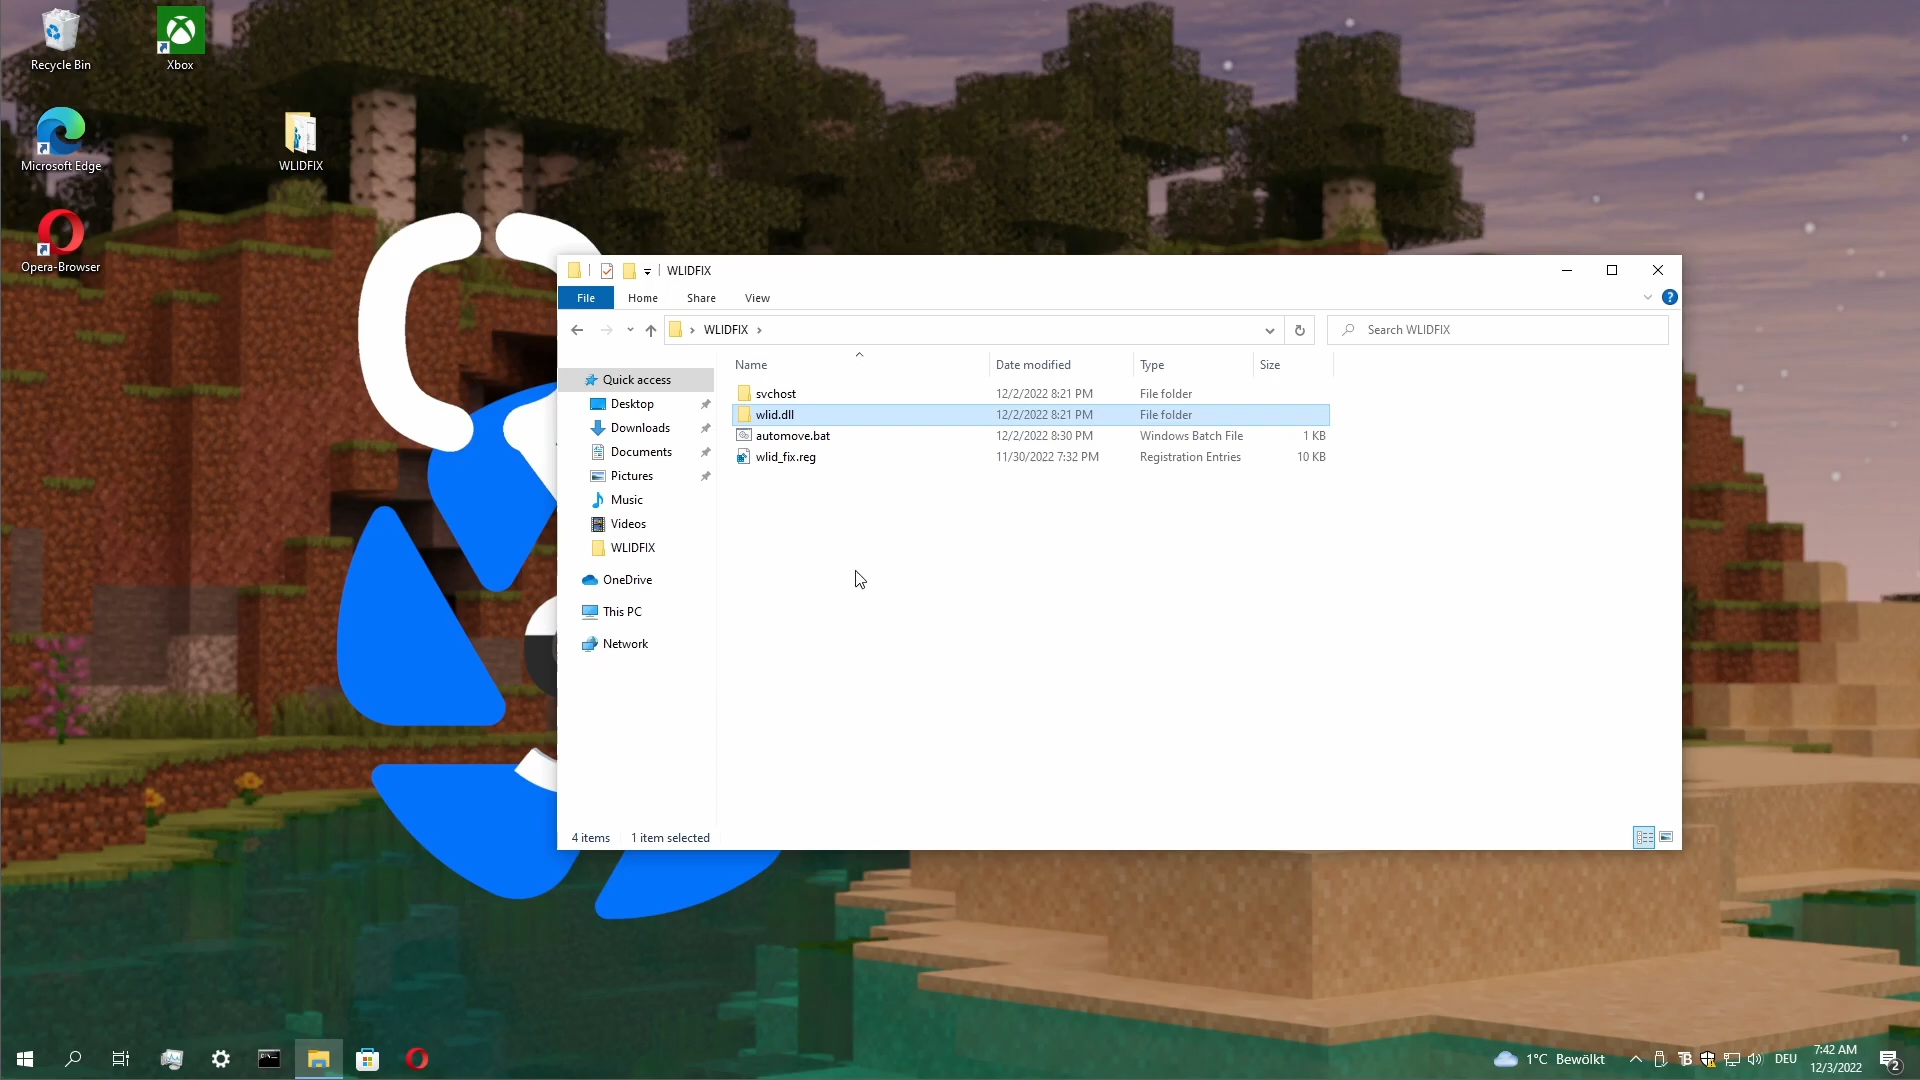 Recycle Bin
Xbox
Microsoft Edge
WLIDFIX
Opera-Browser
WLIDFIX
File Home Share View
WLIDFIX
Search WLIDFIX
Name Date modified Type Size
Quick access
Desktop
Downloads
Documents
Pictures
Music
Videos
WLIDFIX
OneDrive
This PC
Network
svchost 12/2/2022 8:21 PM File folder
wlid.dll 12/2/2022 8:21 PM File folder
automove.bat 12/2/2022 8:30 PM Windows Batch File 1 KB
wlid_fix.reg 11/30/2022 7:32 PM Registration Entries 10 KB
4 items 1 item selected
1°C Bewölkt
DEU
7:42 AM
12/3/2022
2